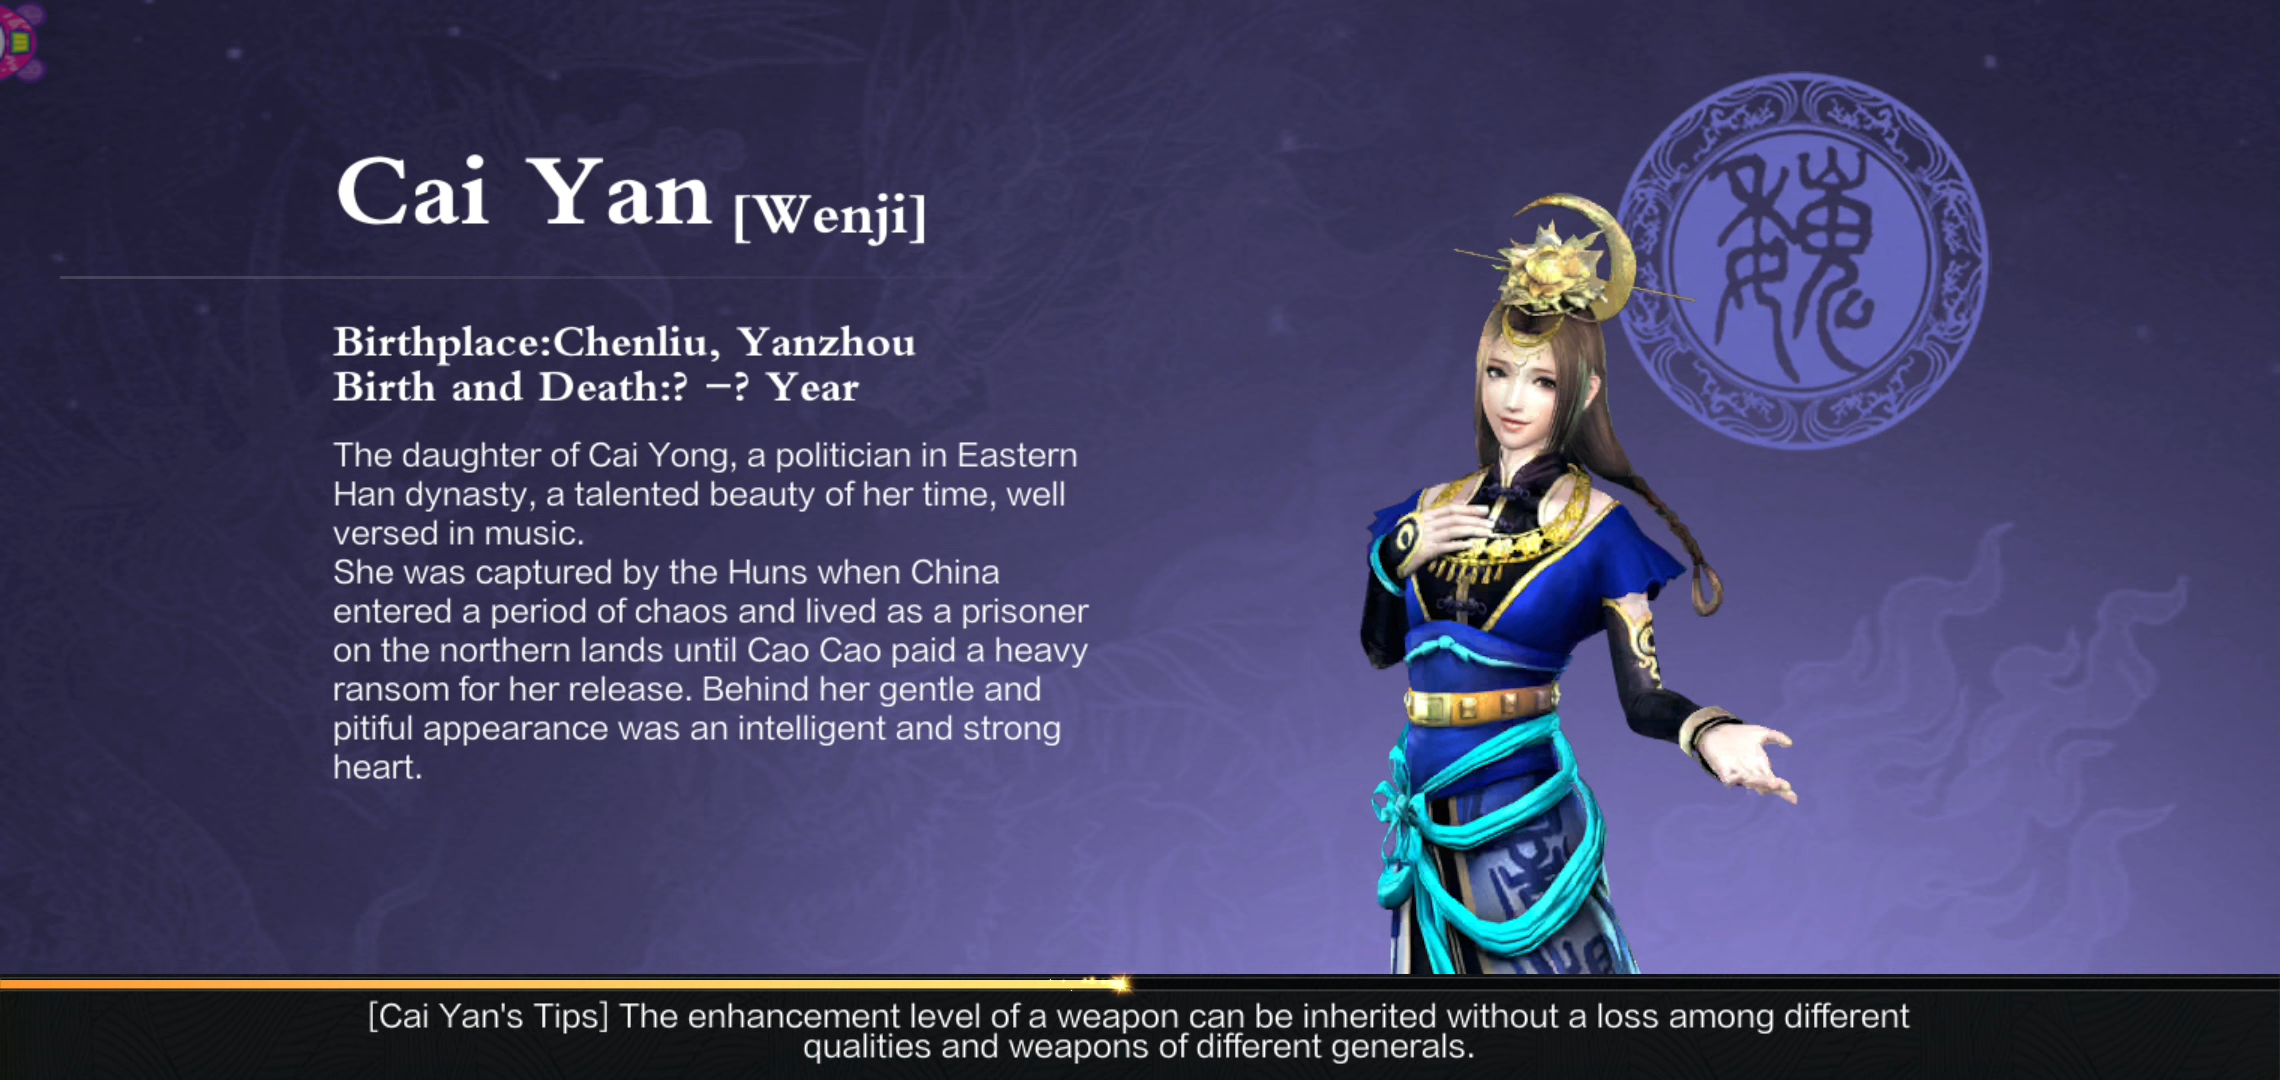 Cai Yan [Wenji]
魏
Birthplace:Chenliu, Yanzhou
Birth and Death:? –? Year
The daughter of Cai Yong, a politician in Eastern
Han dynasty, a talented beauty of her time, well
versed in music.
She was captured by the Huns when China
entered a period of chaos and lived as a prisoner
on the northern lands until Cao Cao paid a heavy
ransom for her release. Behind her gentle and
pitiful appearance was an intelligent and strong
heart.
[Cai Yan's Tips] The enhancement level of a weapon can be inherited without a loss among different
qualities and weapons of different generals.